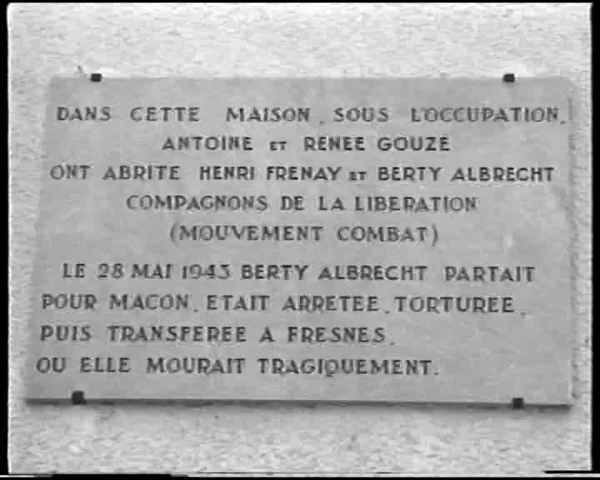 DANS CETTE MAISON, SOUS L'OCCUPATION,
ANTOINE ET RENEE GOUZE
ONT ABRITE HENRI FRENAY ET BERTY ALBRECHT
COMPAGNONS DE LA LIBERATION
(MOUVEMENT COMBAT)
LE 28 MAI 1943 BERTY ALBRECHT PARTAIT
POUR MACON, ETAIT ARRETEE, TORTUREE,
PUIS TRANSFEREE A FRESNES,
OU ELLE MOURAIT TRAGIQUEMENT.